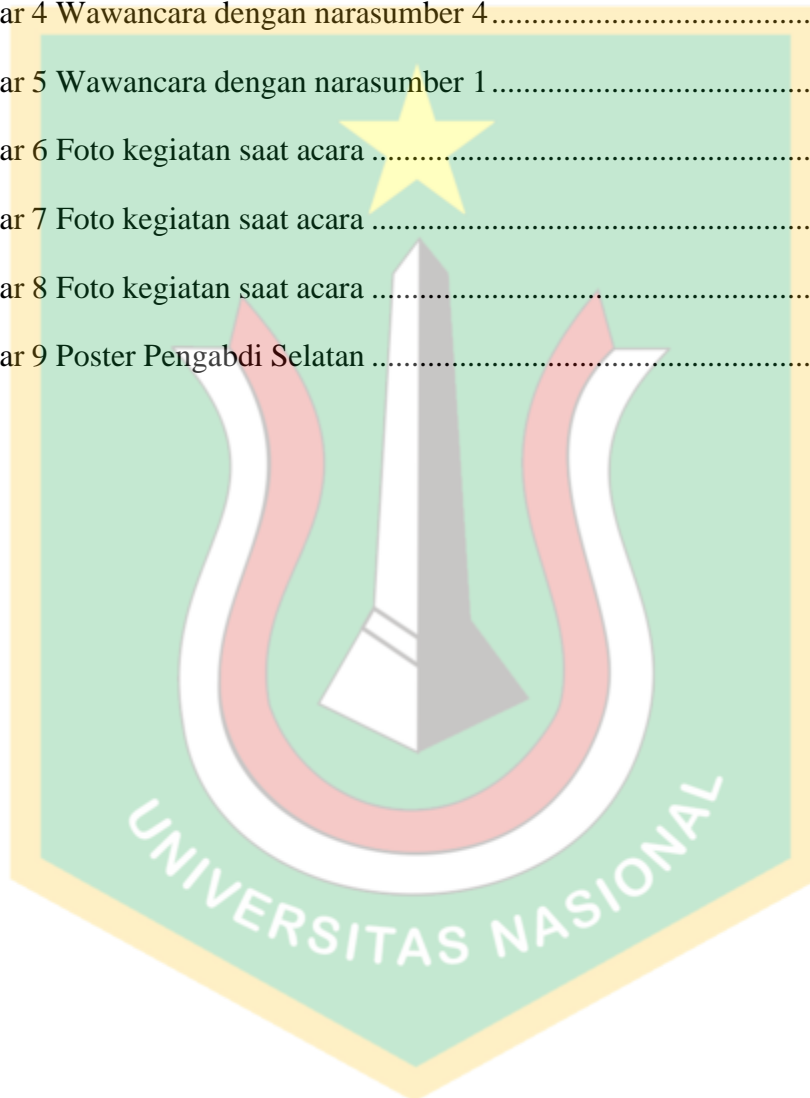 ar 4 Wawancara dengan narasumber 4................................................
ar 5 Wawancara dengan narasumber 1................................................
ar 6 Foto kegiatan saat acara ................................................................
ar 7 Foto kegiatan saat acara ................................................................
ar 8 Foto kegiatan saat acara ................................................................
ar 9 Poster Pengabdi Selatan ................................................................
UNIVERSITAS NASIONAL